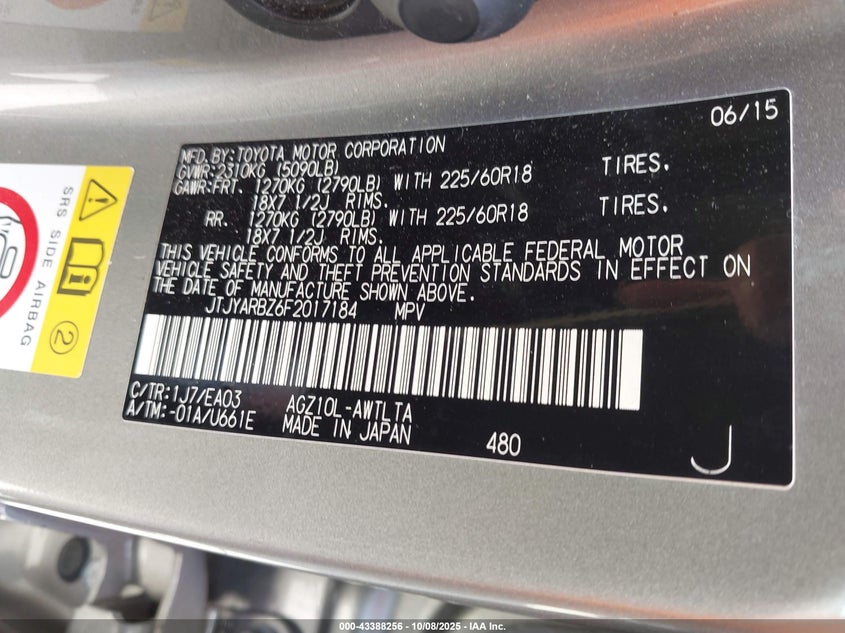 06/15
MFD. BY: TOYOTA MOTOR CORPORATION
GVWR: 2310KG (5090LB)
GAWR: FRT. 1270KG (2790LB) WITH 225/60R18 TIRES.
18X7 1/2J RIMS.
RR. 1270KG (2790LB) WITH 225/60R18 TIRES.
18X7 1/2J RIMS.
THIS VEHICLE CONFORMS TO ALL APPLICABLE FEDERAL MOTOR
VEHICLE SAFETY AND THEFT PREVENTION STANDARDS IN EFFECT ON
THE DATE OF MANUFACTURE SHOWN ABOVE.
JTJYARBZ6F2017184 MPV
C/TR: 1J7/EA03 AGZ10L-AWTLTA
A/TM: -01A/U661E MADE IN JAPAN 480
J
SRS SIDE AIRBAG
2
000-43388256 | 10/08/2025 - IAA Inc.